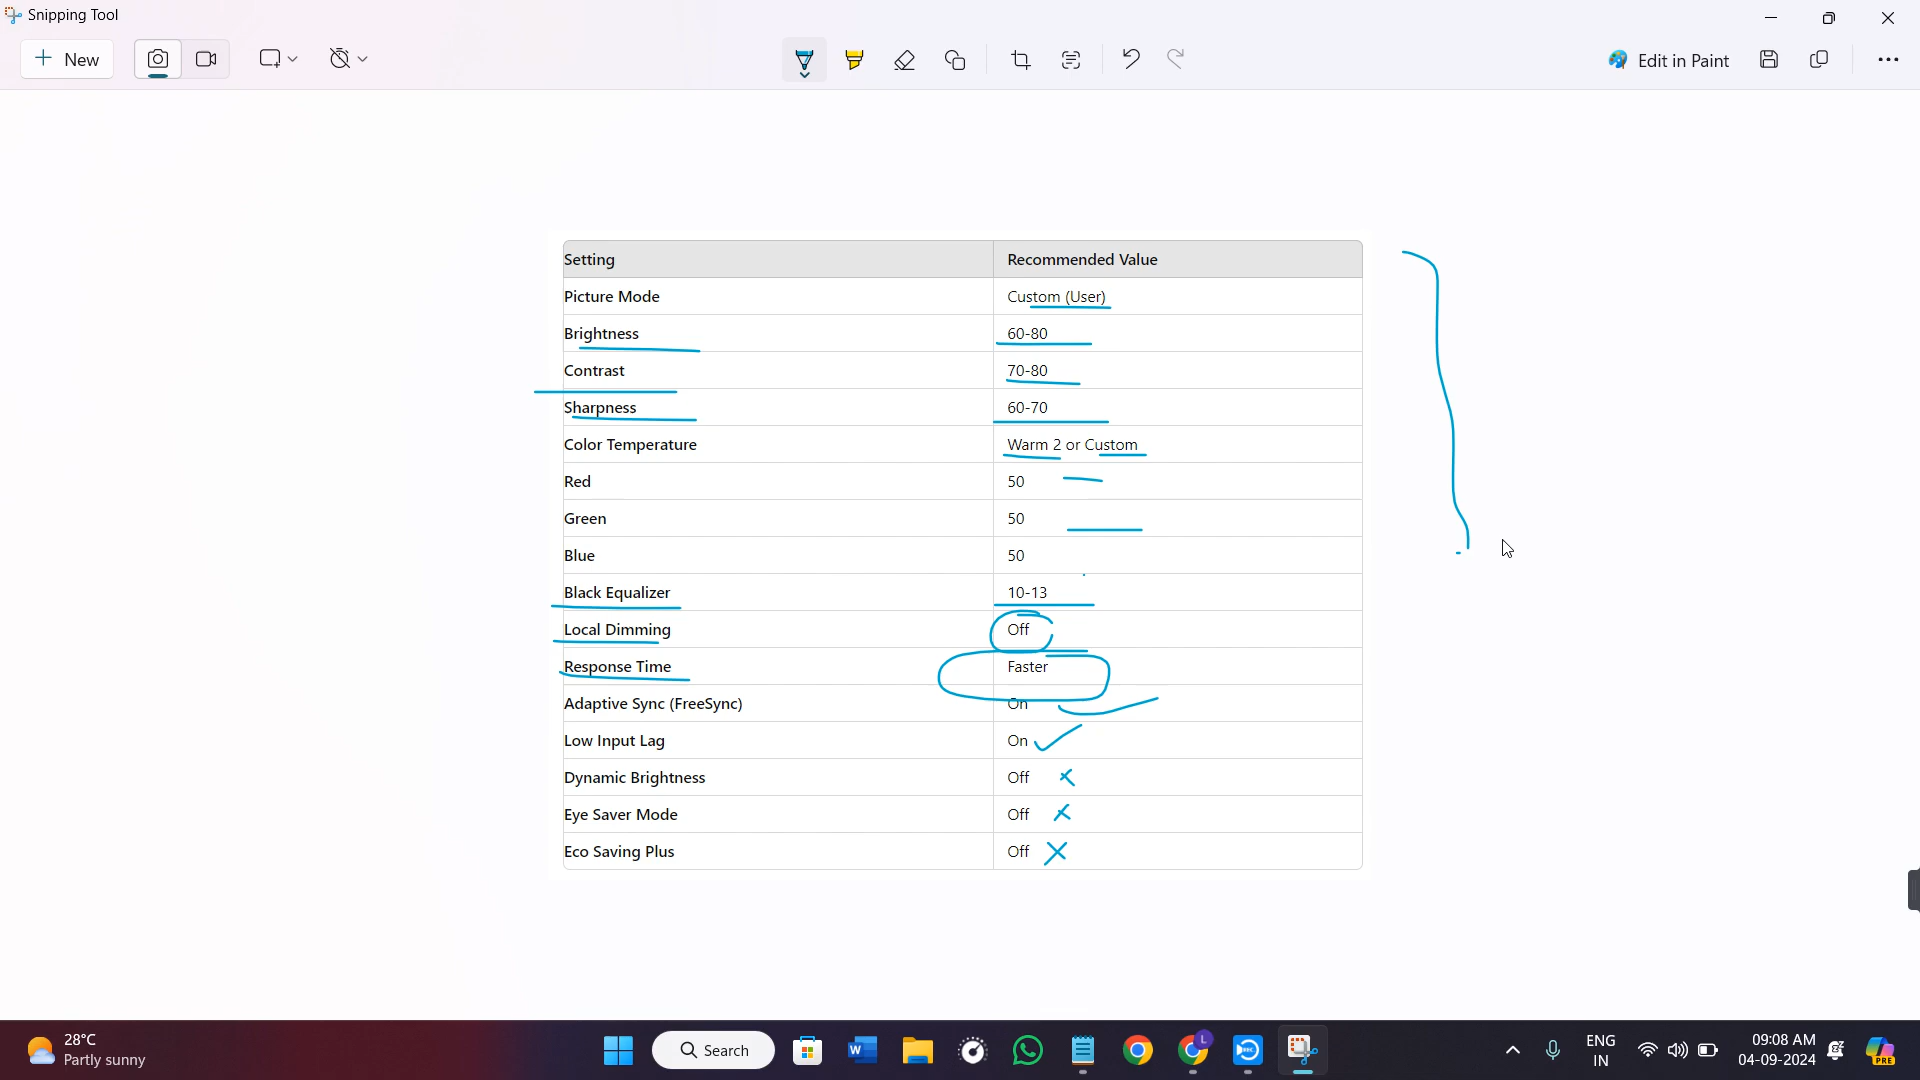 Snipping Tool
New
Edit in Paint
Setting Recommended Value
Picture Mode Custom (User)
Brightness 60-80
Contrast 70-80
Sharpness 60-70
Color Temperature Warm 2 or Custom
Red 50
Green 50
Blue 50
Black Equalizer 10-13
Local Dimming Off
Response Time Faster
Adaptive Sync (FreeSync) On
Low Input Lag On
Dynamic Brightness Off
Eye Saver Mode Off
Eco Saving Plus Off
28°C
Partly sunny
Search
W
L
REC
ENG
IN
09:08 AM
04-09-2024
PRE